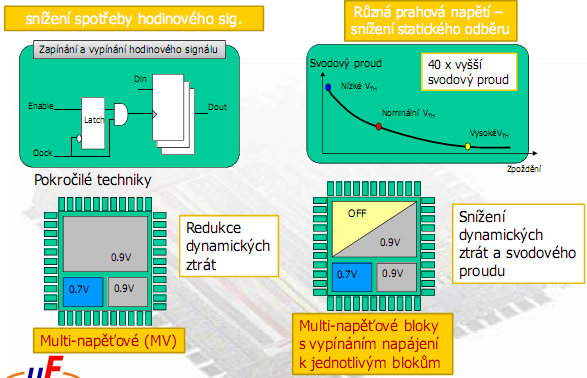 snížení spotřeby hodinového sig.
Zapínání a vypínání hodinového signálu
Din
Enable
Latch
Dout
Clock
Různá prahová napětí –
snížení statického odběru
Svodový proud
40 x vyšší
svodový proud
Nízké VTH
Nominální VTH
VysokéVTH
Zpoždění
Pokročilé techniky
0.9V
0.7V
0.9V
Redukce
dynamických
ztrát
Multi-napěťové (MV)
OFF
0.9V
0.7V
0.9V
Snížení
dynamických
ztrát a svodového
proudu
Multi-napěťové bloky
s vypínáním napájení
k jednotlivým blokům
μE